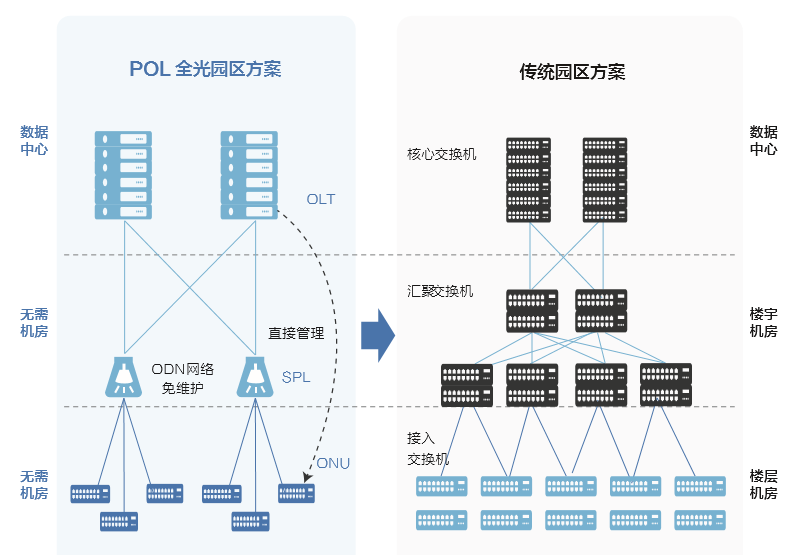 POL 全光园区方案
数据
中心
OLT
无需
机房
直接管理
ODN 网络
免维护
SPL
无需
机房
ONU
传统园区方案
核心交换机
数据
中心
汇聚交换机
楼宇
机房
接入
交换机
楼层
机房